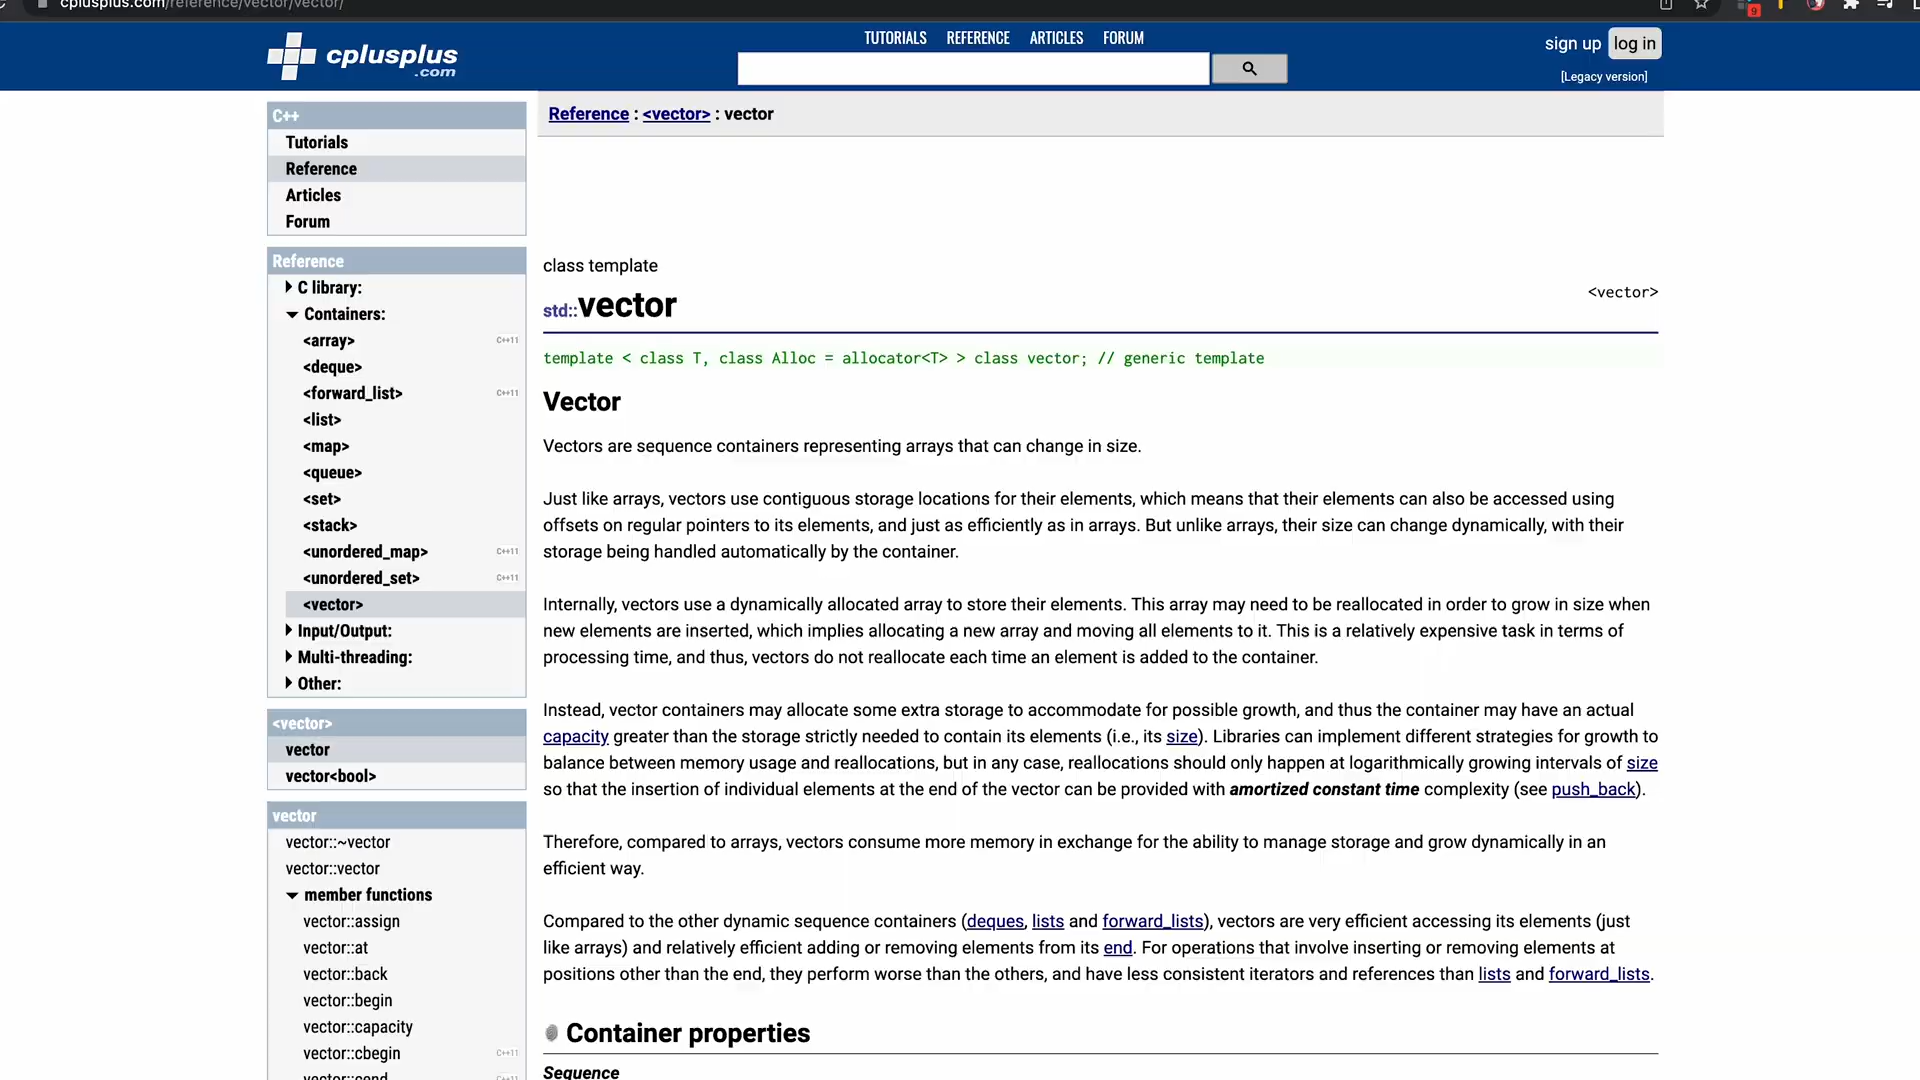 cplusplus.com/reference/vector/vector/
9
cplusplus
.com
TUTORIALS REFERENCE ARTICLES FORUM
sign up log in
[Legacy version]
C++
Tutorials
Reference
Articles
Forum
Reference
C library:
Containers:
<array> C++11
<deque>
<forward_list> C++11
<list>
<map>
<queue>
<set>
<stack>
<unordered_map> C++11
<unordered_set> C++11
<vector>
Input/Output:
Multi-threading:
Other:
<vector>
vector
vector<bool>
vector
vector::~vector
vector::vector
member functions
vector::assign
vector::at
vector::back
vector::begin
vector::capacity
vector::cbegin C++11
vector::cend C++11
Reference : <vector> : vector
class template
<vector>
std::vector
template < class T, class Alloc = allocator<T> > class vector; // generic template
Vector
Vectors are sequence containers representing arrays that can change in size.
Just like arrays, vectors use contiguous storage locations for their elements, which means that their elements can also be accessed using
offsets on regular pointers to its elements, and just as efficiently as in arrays. But unlike arrays, their size can change dynamically, with their
storage being handled automatically by the container.
Internally, vectors use a dynamically allocated array to store their elements. This array may need to be reallocated in order to grow in size when
new elements are inserted, which implies allocating a new array and moving all elements to it. This is a relatively expensive task in terms of
processing time, and thus, vectors do not reallocate each time an element is added to the container.
Instead, vector containers may allocate some extra storage to accommodate for possible growth, and thus the container may have an actual
capacity greater than the storage strictly needed to contain its elements (i.e., its size). Libraries can implement different strategies for growth to
balance between memory usage and reallocations, but in any case, reallocations should only happen at logarithmically growing intervals of size
so that the insertion of individual elements at the end of the vector can be provided with amortized constant time complexity (see push_back).
Therefore, compared to arrays, vectors consume more memory in exchange for the ability to manage storage and grow dynamically in an
efficient way.
Compared to the other dynamic sequence containers (deques, lists and forward_lists), vectors are very efficient accessing its elements (just
like arrays) and relatively efficient adding or removing elements from its end. For operations that involve inserting or removing elements at
positions other than the end, they perform worse than the others, and have less consistent iterators and references than lists and forward_lists.
Container properties
Sequence